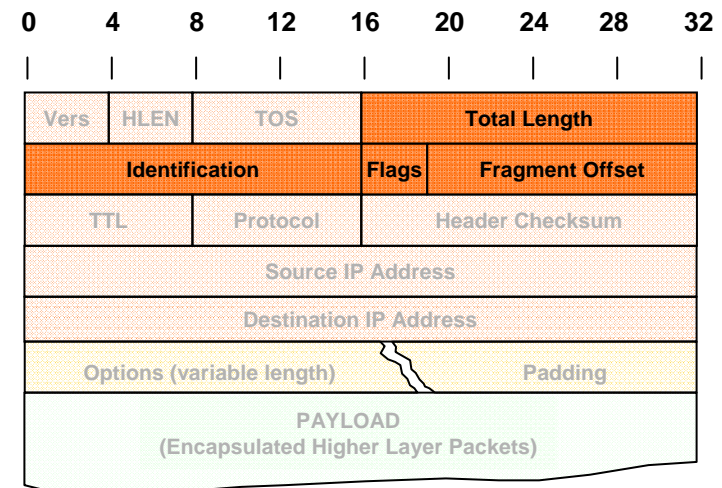 0 4 8 12 16 20 24 28 32
Vers HLEN TOS Total Length
Identification Flags Fragment Offset
TTL Protocol Header Checksum
Source IP Address
Destination IP Address
Options (variable length) Padding
PAYLOAD
(Encapsulated Higher Layer Packets)